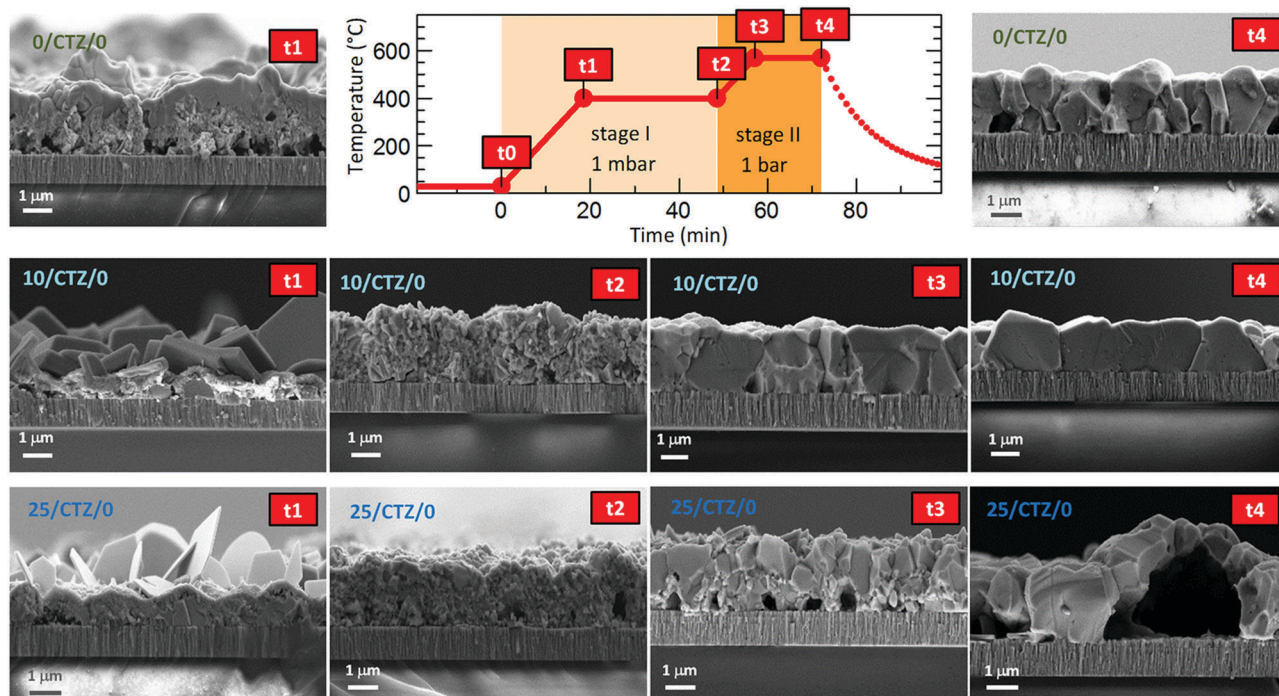 0/CTZ/0
t1
1 μm
Temperature (°C)
600
400
200
0
t0
t1
t2
t3
t4
stage I
1 mbar
stage II
1 bar
0
20
40
60
80
Time (min)
0/CTZ/0
t4
1 μm
10/CTZ/0
t1
1 μm
10/CTZ/0
t2
1 μm
10/CTZ/0
t3
1 μm
10/CTZ/0
t4
1 μm
25/CTZ/0
t1
1 μm
25/CTZ/0
t2
1 μm
25/CTZ/0
t3
1 μm
25/CTZ/0
t4
1 μm